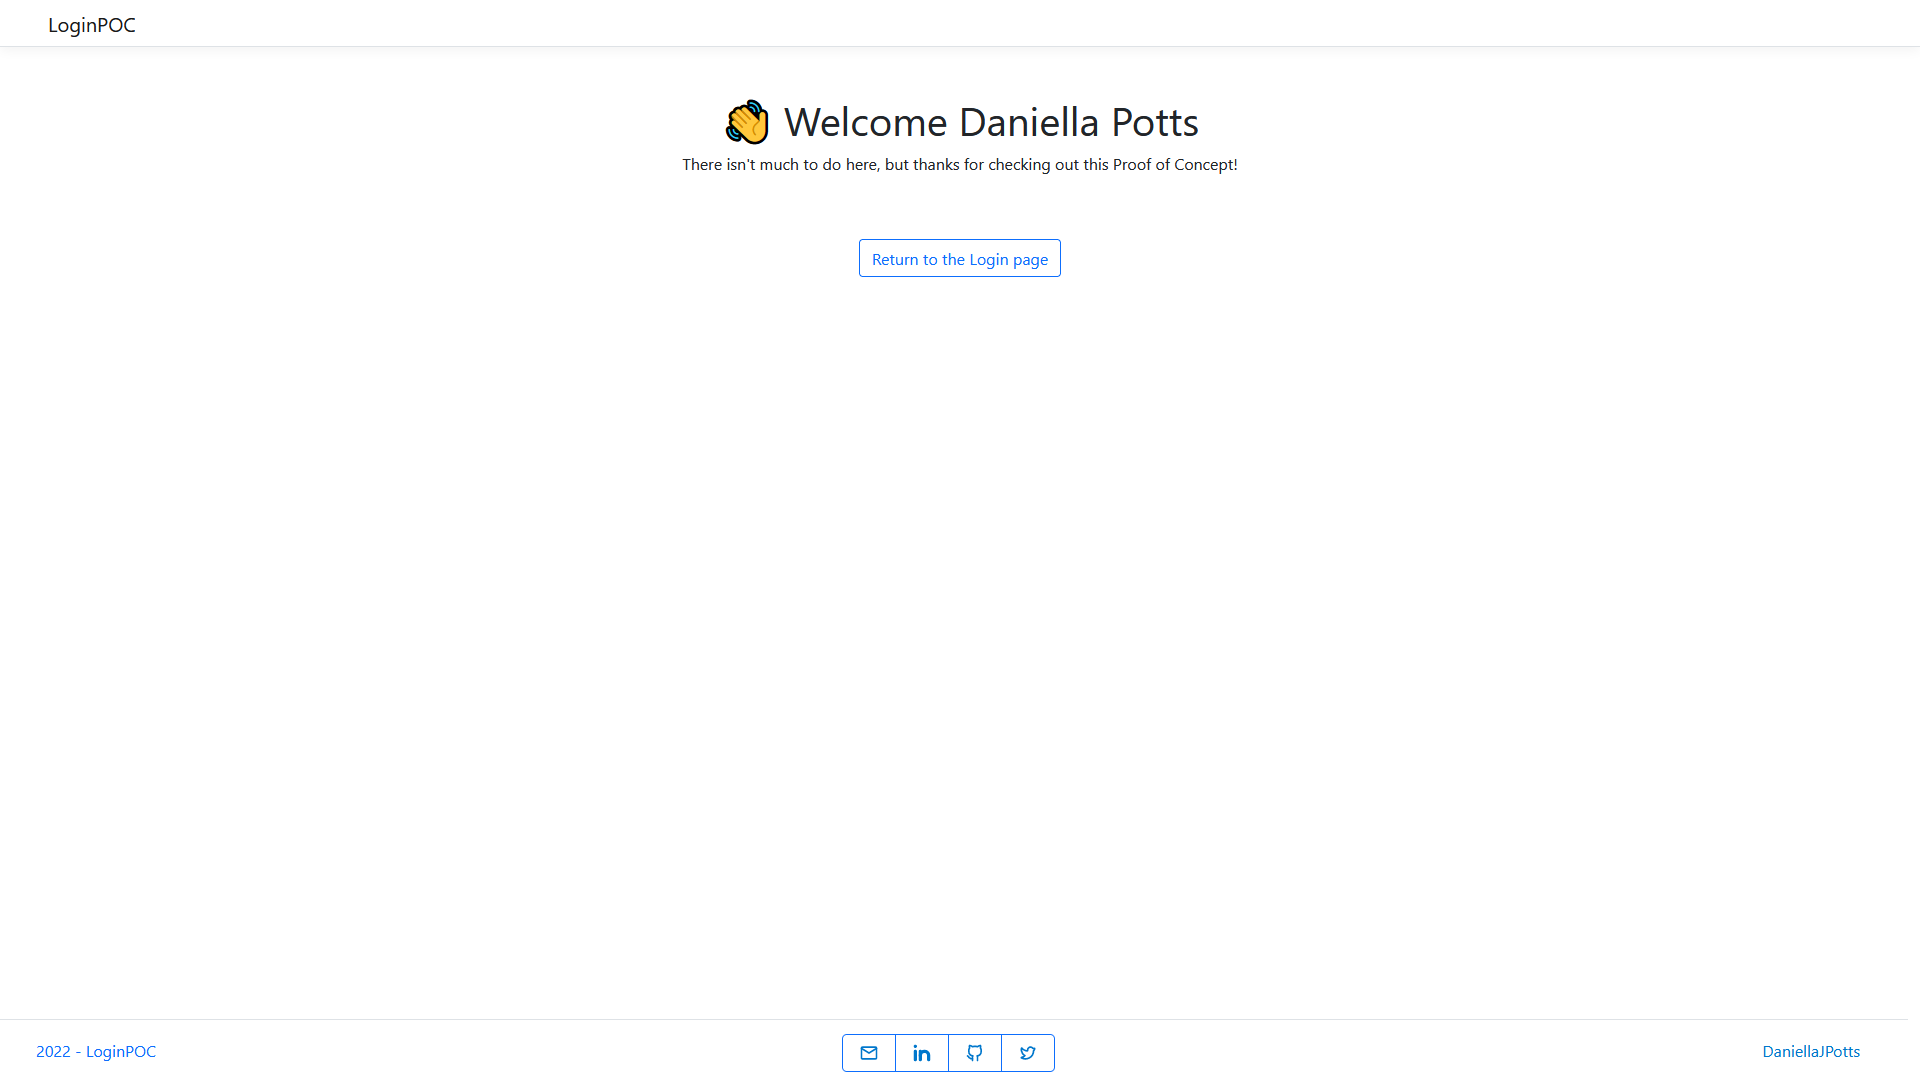 LoginPOC
Welcome Daniella Potts
There isn't much to do here, but thanks for checking out this Proof of Concept!
Return to the Login page
2022 - LoginPOC
DaniellaJPotts